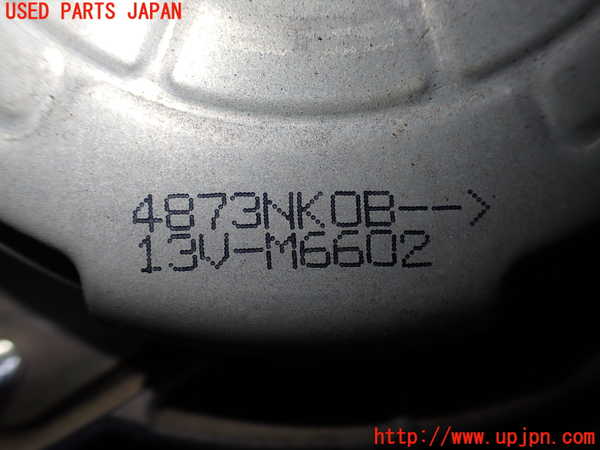 USED PARTS JAPAN
4873NK0B-->
13V-M6602
http://www.upjpn.com/